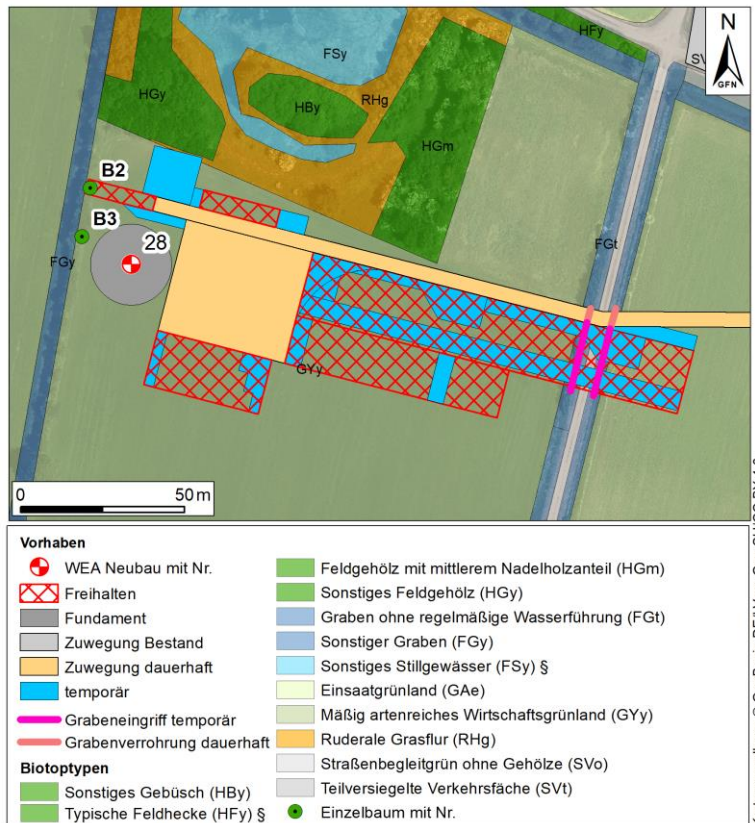 HFy
N
GFN
FSy
HGy
RHg
HBy
HGm
B2
B3
28
FGt
FGy
GYy
0 50 m
Vorhaben
WEA Neubau mit Nr.
Freihalten
Fundament
Zuwegung Bestand
Zuwegung dauerhaft
temporär
Grabeneingriff temporär
Grabenverrohrung dauerhaft
Biotoptypen
Sonstiges Gebüsch (HBy)
Typische Feldhecke (HFy) §
Feldgehölz mit mittlerem Nadelholzanteil (HGm)
Sonstiges Feldgehölz (HGy)
Graben ohne regelmäßige Wasserführung (FGt)
Sonstiger Graben (FGy)
Sonstiges Stillgewässer (FSy) §
Einsaatgrünland (GAe)
Mäßig artenreiches Wirtschaftsgrünland (GYy)
Ruderale Grasflur (RHg)
Straßenbegleitgrün ohne Gehölze (SVo)
Teilversiegelte Verkehrsfäche (SVt)
Einzelbaum mit Nr.